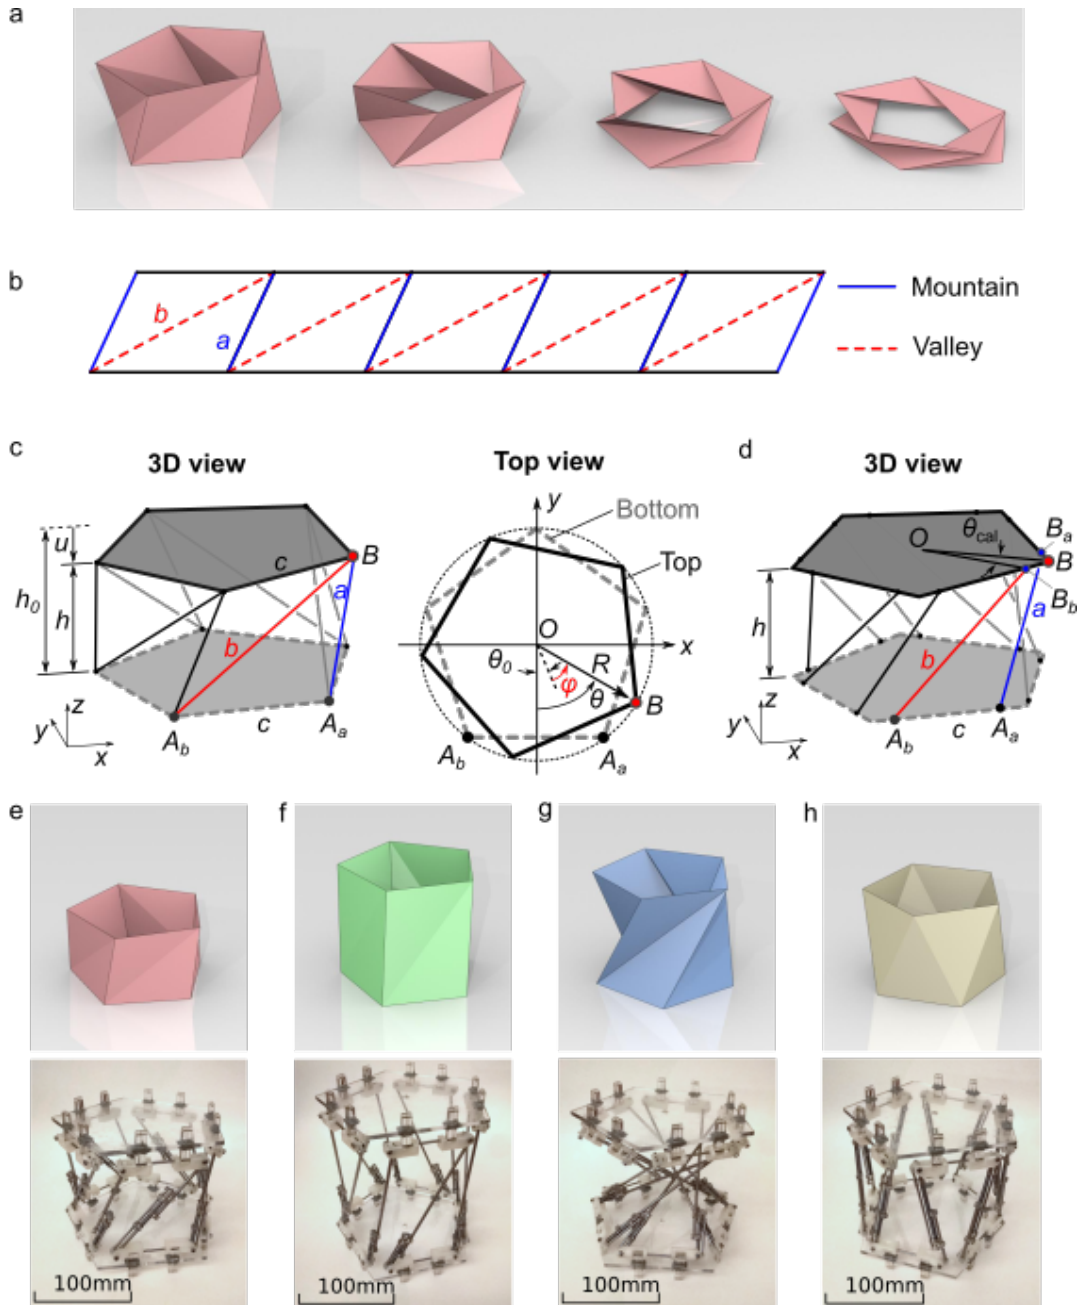 a
b
b
a
Mountain
Valley
c
3D view
Top view
d
3D view
u
h0
h
c
B
a
b
Ab
Aa
c
z
y
x
y
Bottom
Top
O
x
θ0
φ
R
θ
B
Ab
Aa
O
θcal
Ba
B
Bb
h
a
b
z
y
x
Ab
c
Aa
e
f
g
h
100mm
100mm
100mm
100mm